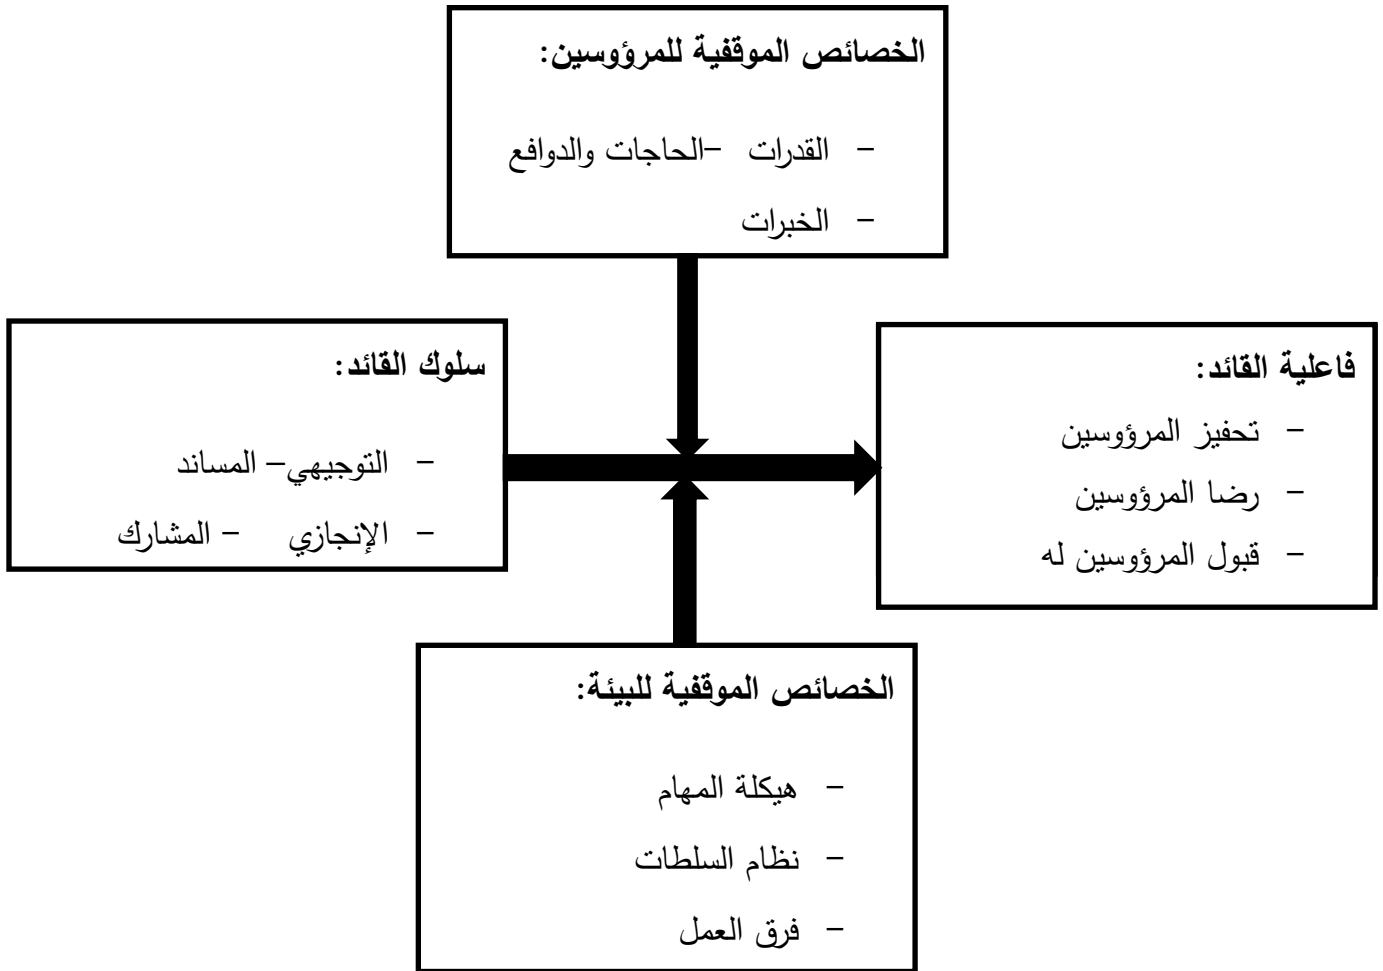 الخصائص الموقفية للمرؤوسين:
- القدرات -الحاجات والدوافع
- الخبرات
سلوك القائد:
- التوجيهي- المساند
- الإنجازي - المشارك
فاعلية القائد:
- تحفيز المرؤوسين
- رضا المرؤوسين
- قبول المرؤوسين له
الخصائص الموقفية للبيئة:
- هيكلة المهام
- نظام السلطات
- فرق العمل